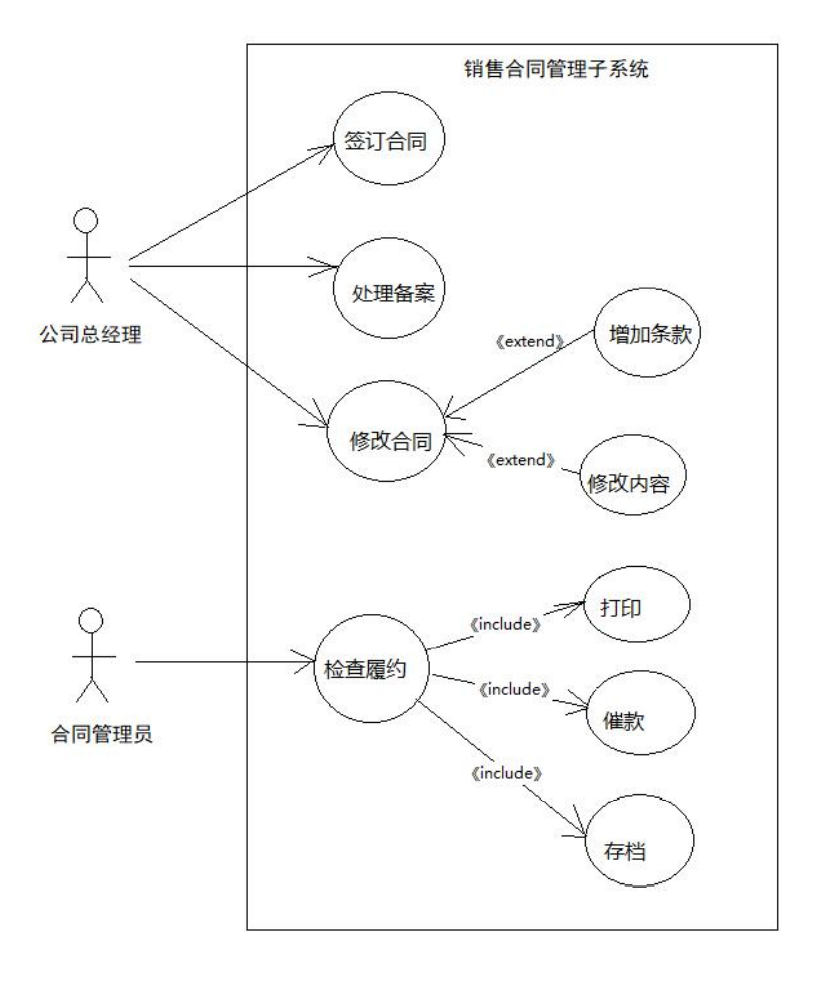 销售合同管理子系统
签订合同
处理备案
公司总经理
《extend》
增加条款
修改合同
《extend》
修改内容
打印
《include》
检查履约
《include》
催款
合同管理员
《include》
存档